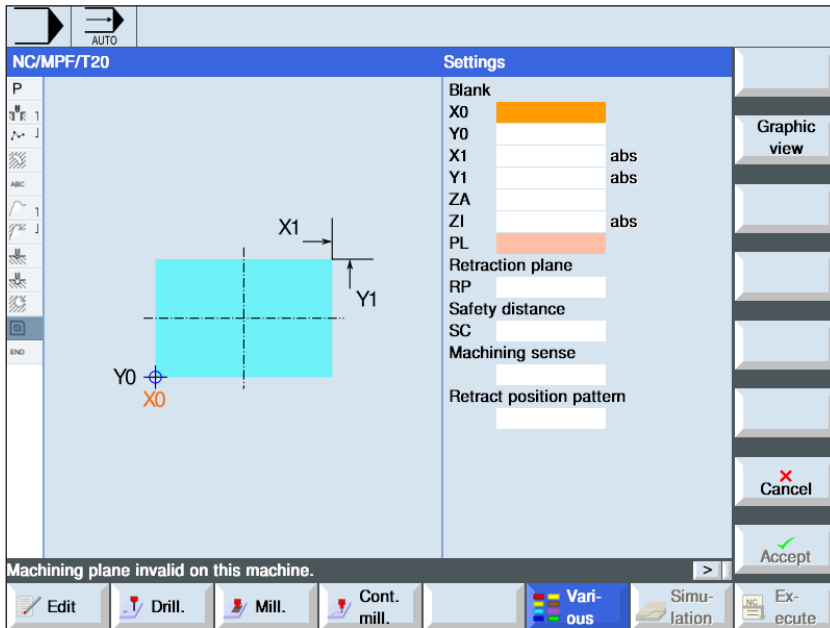 AUTO
NC/MPF/T20
Settings
P
ABC
END
X1
Y1
Y0
X0
Blank
X0
Y0
X1 abs
Y1 abs
ZA
ZI abs
PL
Retraction plane
RP
Safety distance
SC
Machining sense
Retract position pattern
Graphic
view
Cancel
Accept
Machining plane invalid on this machine.
>
Edit
Drill.
Mill.
Cont.
mill.
Vari-
ous
Simu-
lation
NC
Ex-
ecute